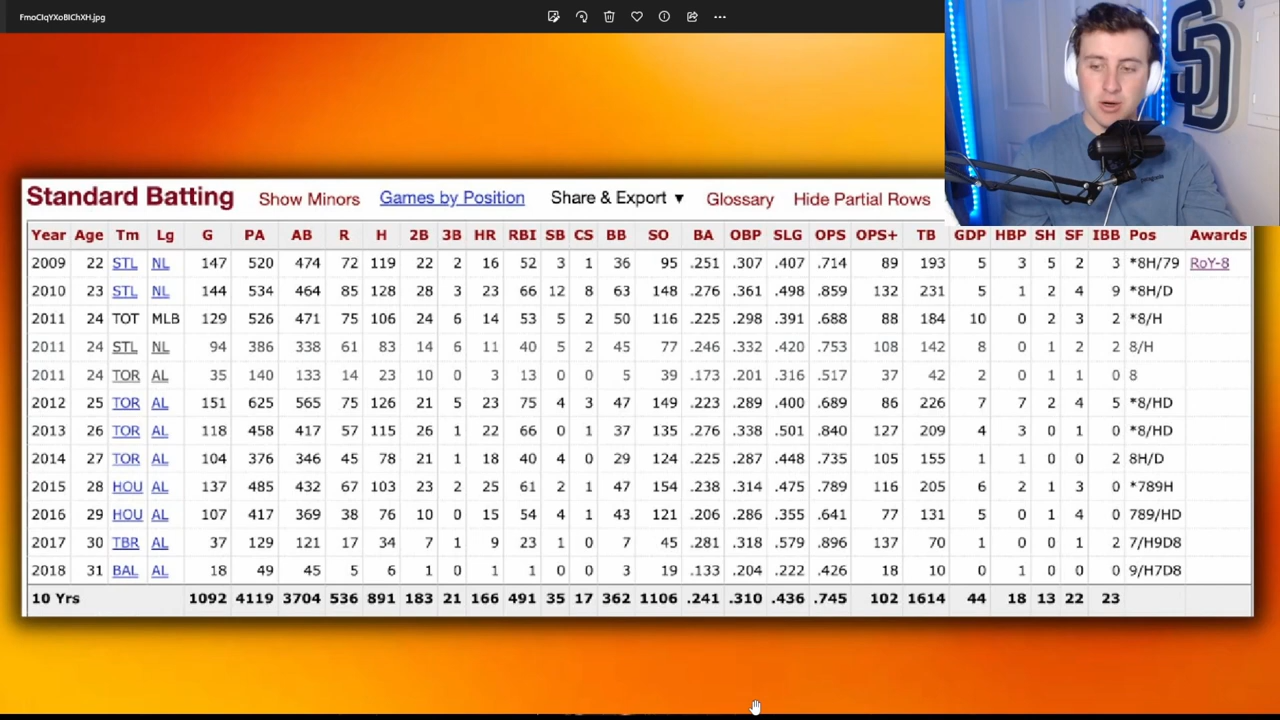 FmoCIqYXoBIChXH.jpg
SD
Standard Batting Show Minors Games by Position Share & Export ▼ Glossary Hide Partial Rows
Year Age Tm Lg G PA AB R H 2B 3B HR RBI SB CS BB SO BA OBP SLG OPS OPS+ TB GDP HBP SH SF IBB Pos Awards
2009 22 STL NL 147 520 474 72 119 22 2 16 52 3 1 36 95 .251 .307 .407 .714 89 193 5 3 5 2 3 *8H/79 RoY-8
2010 23 STL NL 144 534 464 85 128 28 3 23 66 12 8 63 148 .276 .361 .498 .859 132 231 5 1 2 4 9 *8H/D
2011 24 TOT MLB 129 526 471 75 106 24 6 14 53 5 2 50 116 .225 .298 .391 .688 88 184 10 0 2 3 2 *8/H
2011 24 STL NL 94 386 338 61 83 14 6 11 40 5 2 45 77 .246 .332 .420 .753 108 142 8 0 1 2 2 8/H
2011 24 TOR AL 35 140 133 14 23 10 0 3 13 0 0 5 39 .173 .201 .316 .517 37 42 2 0 1 1 0 8
2012 25 TOR AL 151 625 565 75 126 21 5 23 75 4 3 47 149 .223 .289 .400 .689 86 226 7 7 2 4 5 *8/HD
2013 26 TOR AL 118 458 417 57 115 26 1 22 66 0 1 37 135 .276 .338 .501 .840 127 209 4 3 0 1 0 *8/HD
2014 27 TOR AL 104 376 346 45 78 21 1 18 40 4 0 29 124 .225 .287 .448 .735 105 155 1 1 0 0 2 8H/D
2015 28 HOU AL 137 485 432 67 103 23 2 25 61 2 1 47 154 .238 .314 .475 .789 116 205 6 2 1 3 0 *789H
2016 29 HOU AL 107 417 369 38 76 10 0 15 54 4 1 43 121 .206 .286 .355 .641 77 131 5 0 1 4 0 789/HD
2017 30 TBR AL 37 129 121 17 34 7 1 9 23 1 0 7 45 .281 .318 .579 .896 137 70 1 0 0 1 2 7/H9D8
2018 31 BAL AL 18 49 45 5 6 1 0 1 1 0 0 3 19 .133 .204 .222 .426 18 10 0 1 0 0 0 9/H7D8
10 Yrs 1092 4119 3704 536 891 183 21 166 491 35 17 362 1106 .241 .310 .436 .745 102 1614 44 18 13 22 23